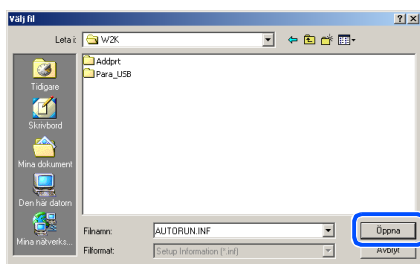 Välj fil
Leta i: W2K
Addprt
Para_USB
Tidigare
Skrivbord
Mina dokument
Den här datorn
Mina nätverks...
Filnamn: AUTORUN.INF Öppna
Filformat: Setup Information (*.inf) Avbryt